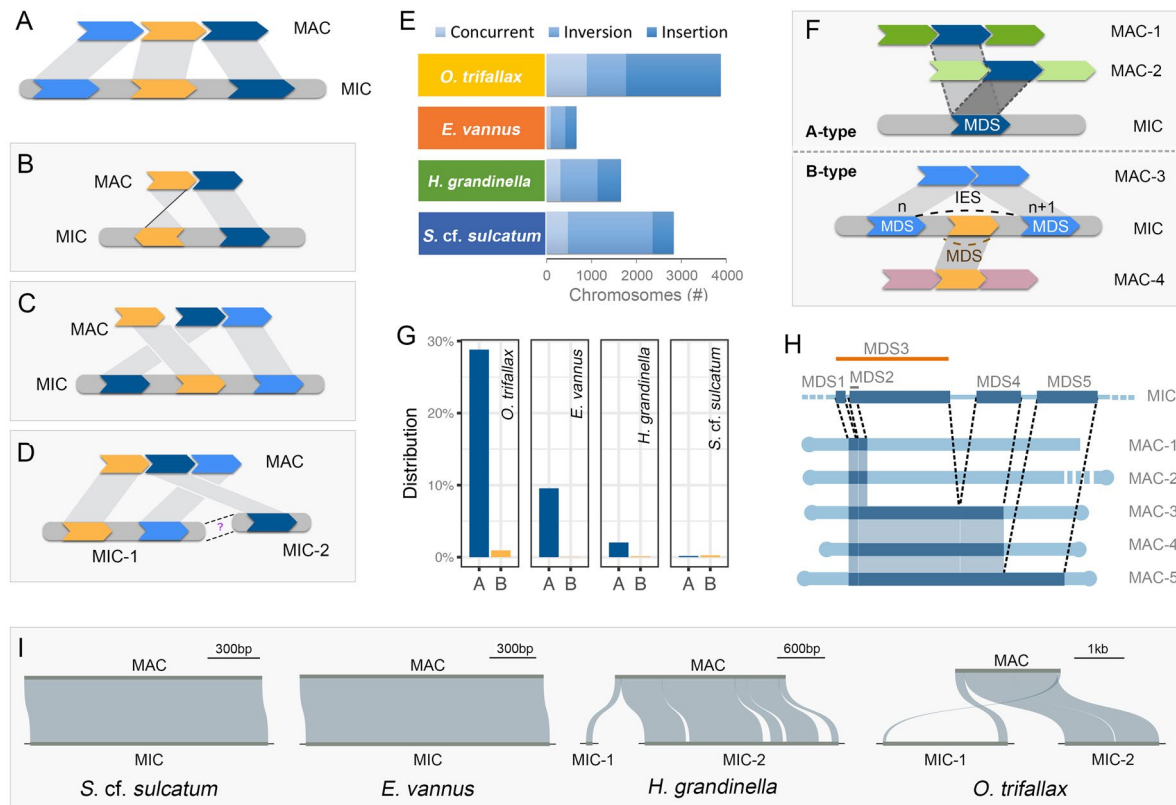 A
MAC
MIC
B
MAC
MIC
C
MAC
MIC
D
MAC
?
MIC-1
MIC-2
E
Concurrent Inversion Insertion
O. trifallax
E. vannus
H. grandinella
S. cf. sulcatum
0 1000 2000 3000 4000
Chromosomes (#)
F
MAC-1
MAC-2
MDS
MIC
A-type
B-type
MAC-3
IES
n
n+1
MDS
MDS
MIC
MDS
MAC-4
G
Distribution
30%
20%
10%
0%
O. trifallax
E. vannus
H. grandinella
S. cf. sulcatum
A B A B A B A B
H
MDS3
MDS1
MDS2
MDS4
MDS5
MIC
MAC-1
MAC-2
MAC-3
MAC-4
MAC-5
I
300bp
MAC
MIC
S. cf. sulcatum
300bp
MAC
MIC
E. vannus
600bp
MAC
MIC-1
MIC-2
H. grandinella
1kb
MAC
MIC-1
MIC-2
O. trifallax